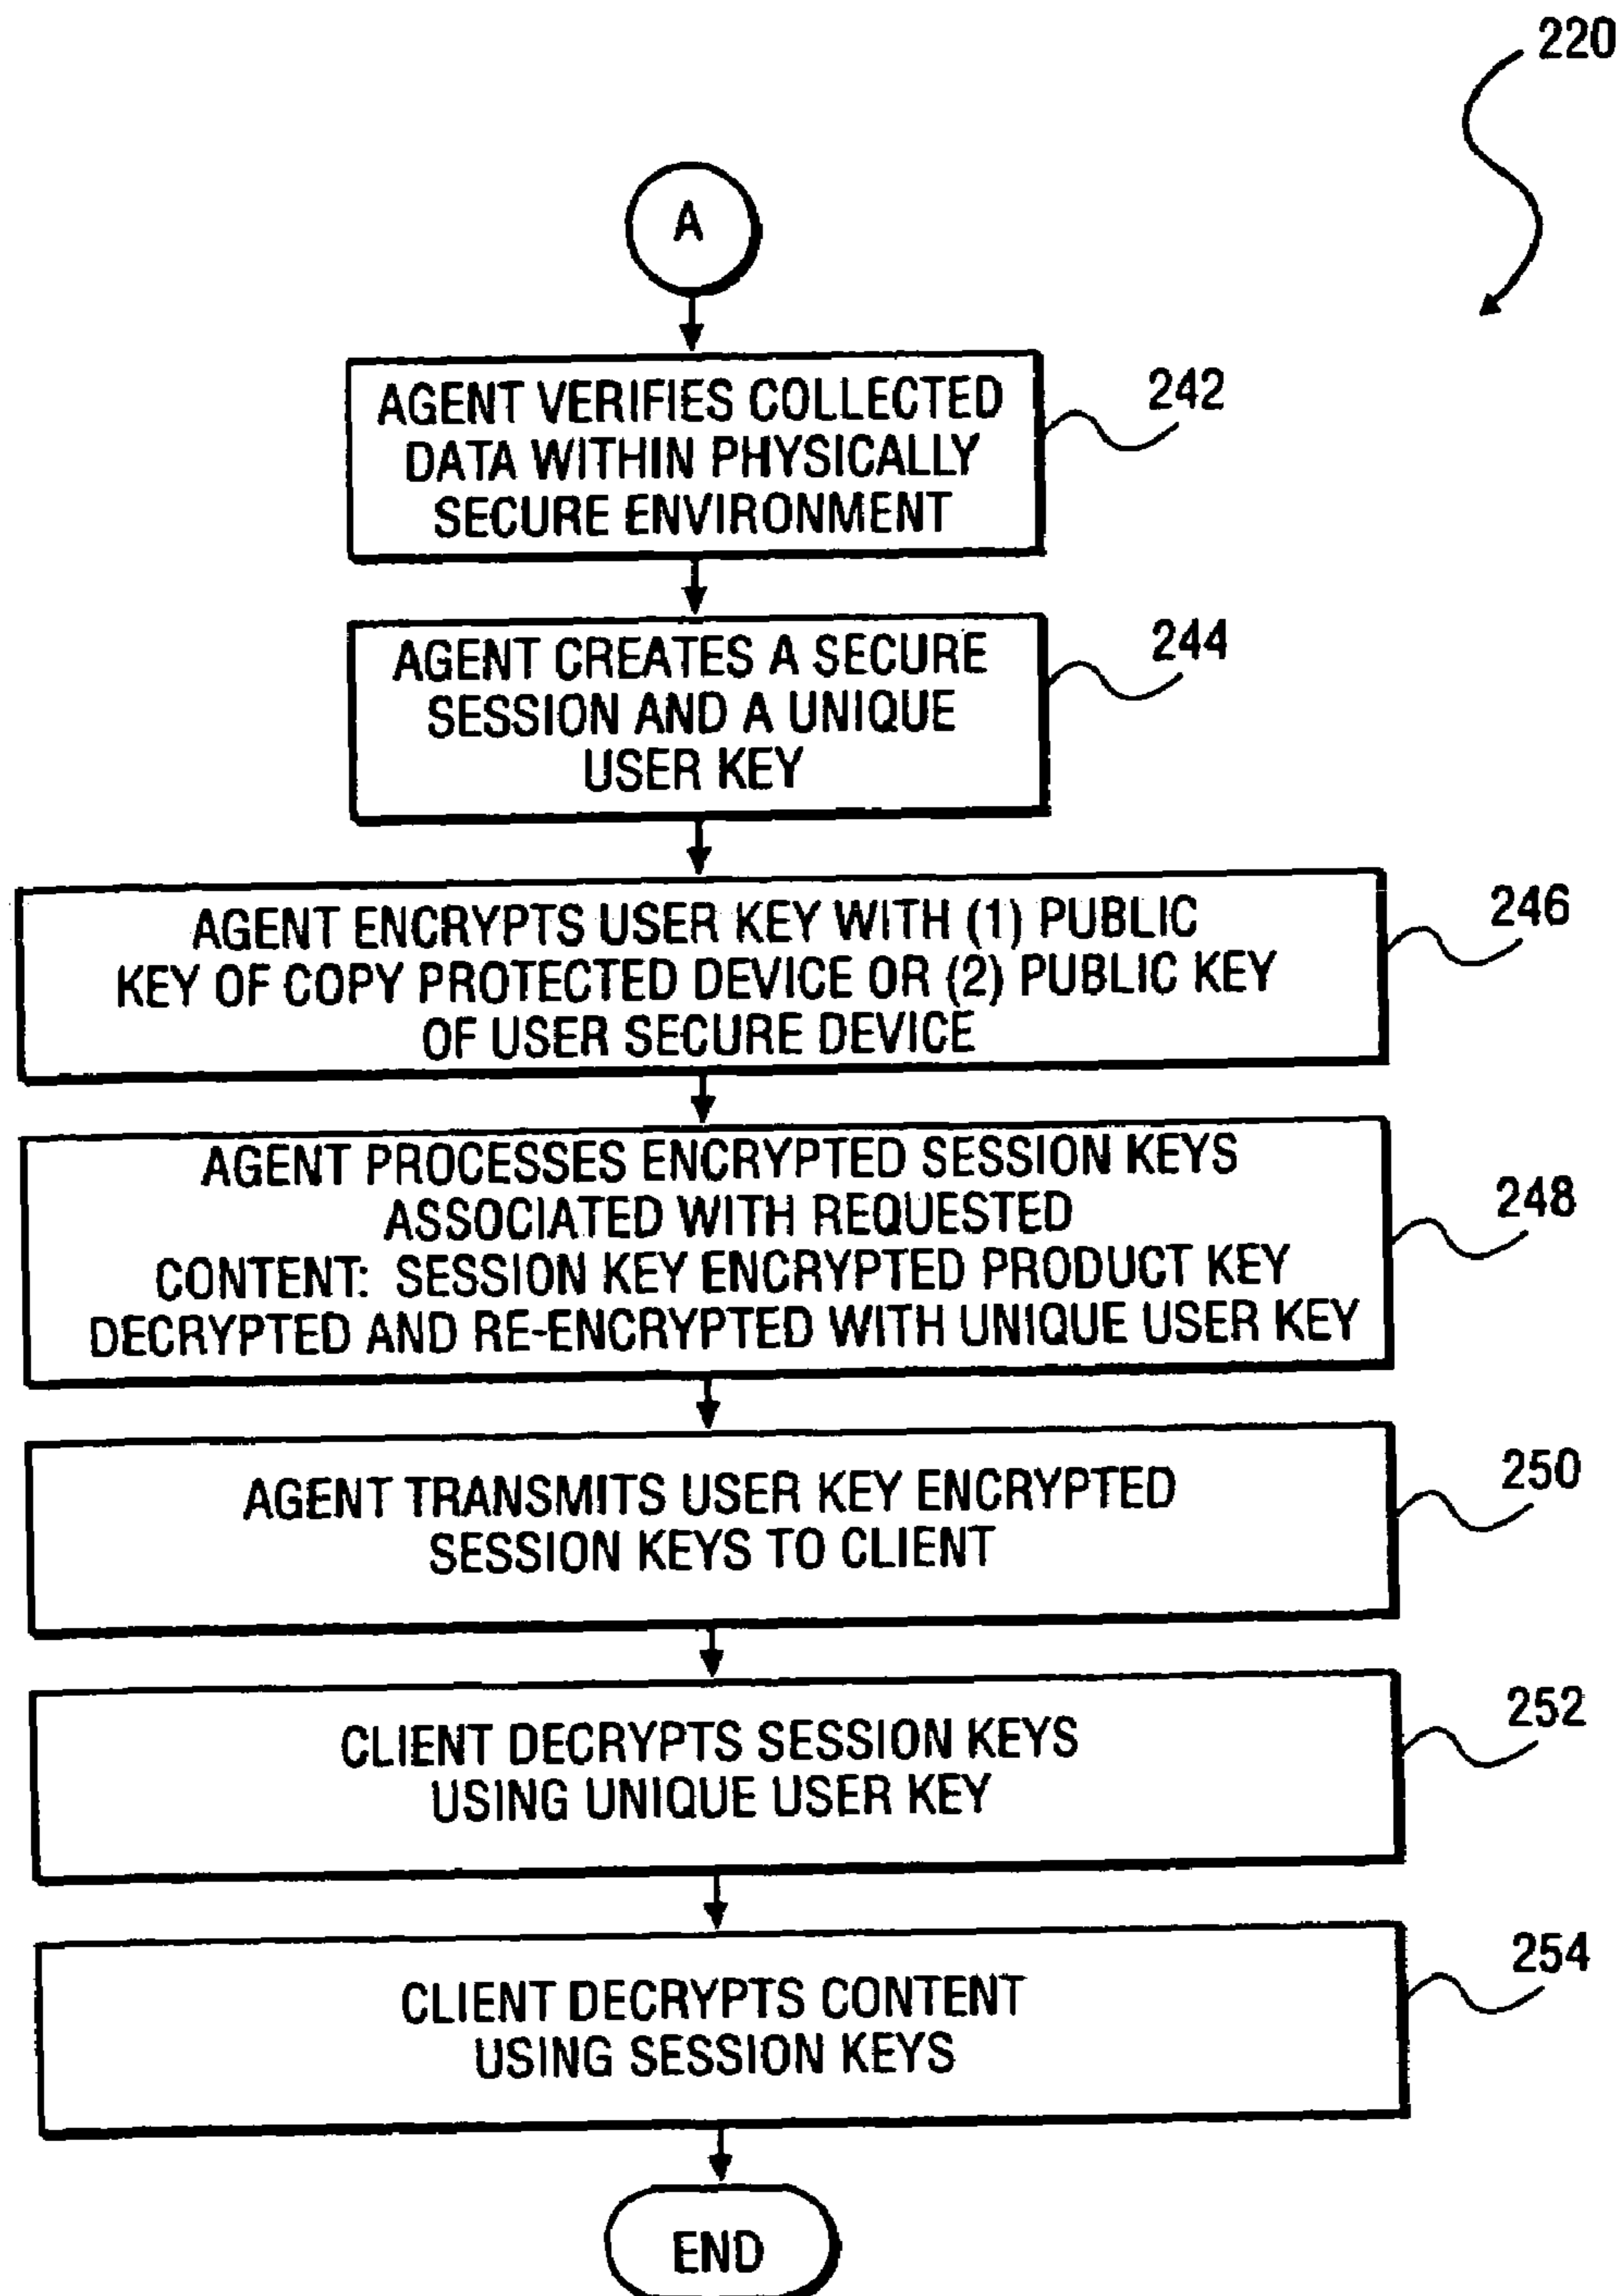 220
A
AGENT VERIFIES COLLECTED
DATA WITHIN PHYSICALLY
SECURE ENVIRONMENT
242
AGENT CREATES A SECURE
SESSION AND A UNIQUE
USER KEY
244
AGENT ENCRYPTS USER KEY WITH (1) PUBLIC
KEY OF COPY PROTECTED DEVICE OR (2) PUBLIC KEY
OF USER SECURE DEVICE
246
AGENT PROCESSES ENCRYPTED SESSION KEYS
ASSOCIATED WITH REQUESTED
CONTENT: SESSION KEY ENCRYPTED PRODUCT KEY
DECRYPTED AND RE-ENCRYPTED WITH UNIQUE USER KEY
248
AGENT TRANSMITS USER KEY ENCRYPTED
SESSION KEYS TO CLIENT
250
CLIENT DECRYPTS SESSION KEYS
USING UNIQUE USER KEY
252
CLIENT DECRYPTS CONTENT
USING SESSION KEYS
254
END